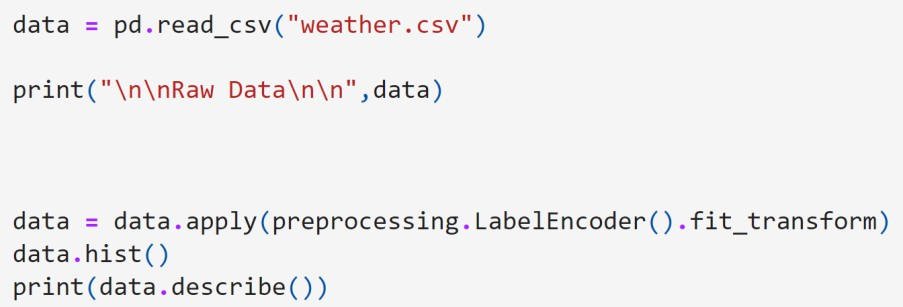 data = pd.read_csv("weather.csv")
print("\n\nRaw Data\n\n",data)
data = data.apply(preprocessing.LabelEncoder().fit_transform)
data.hist()
print(data.describe())